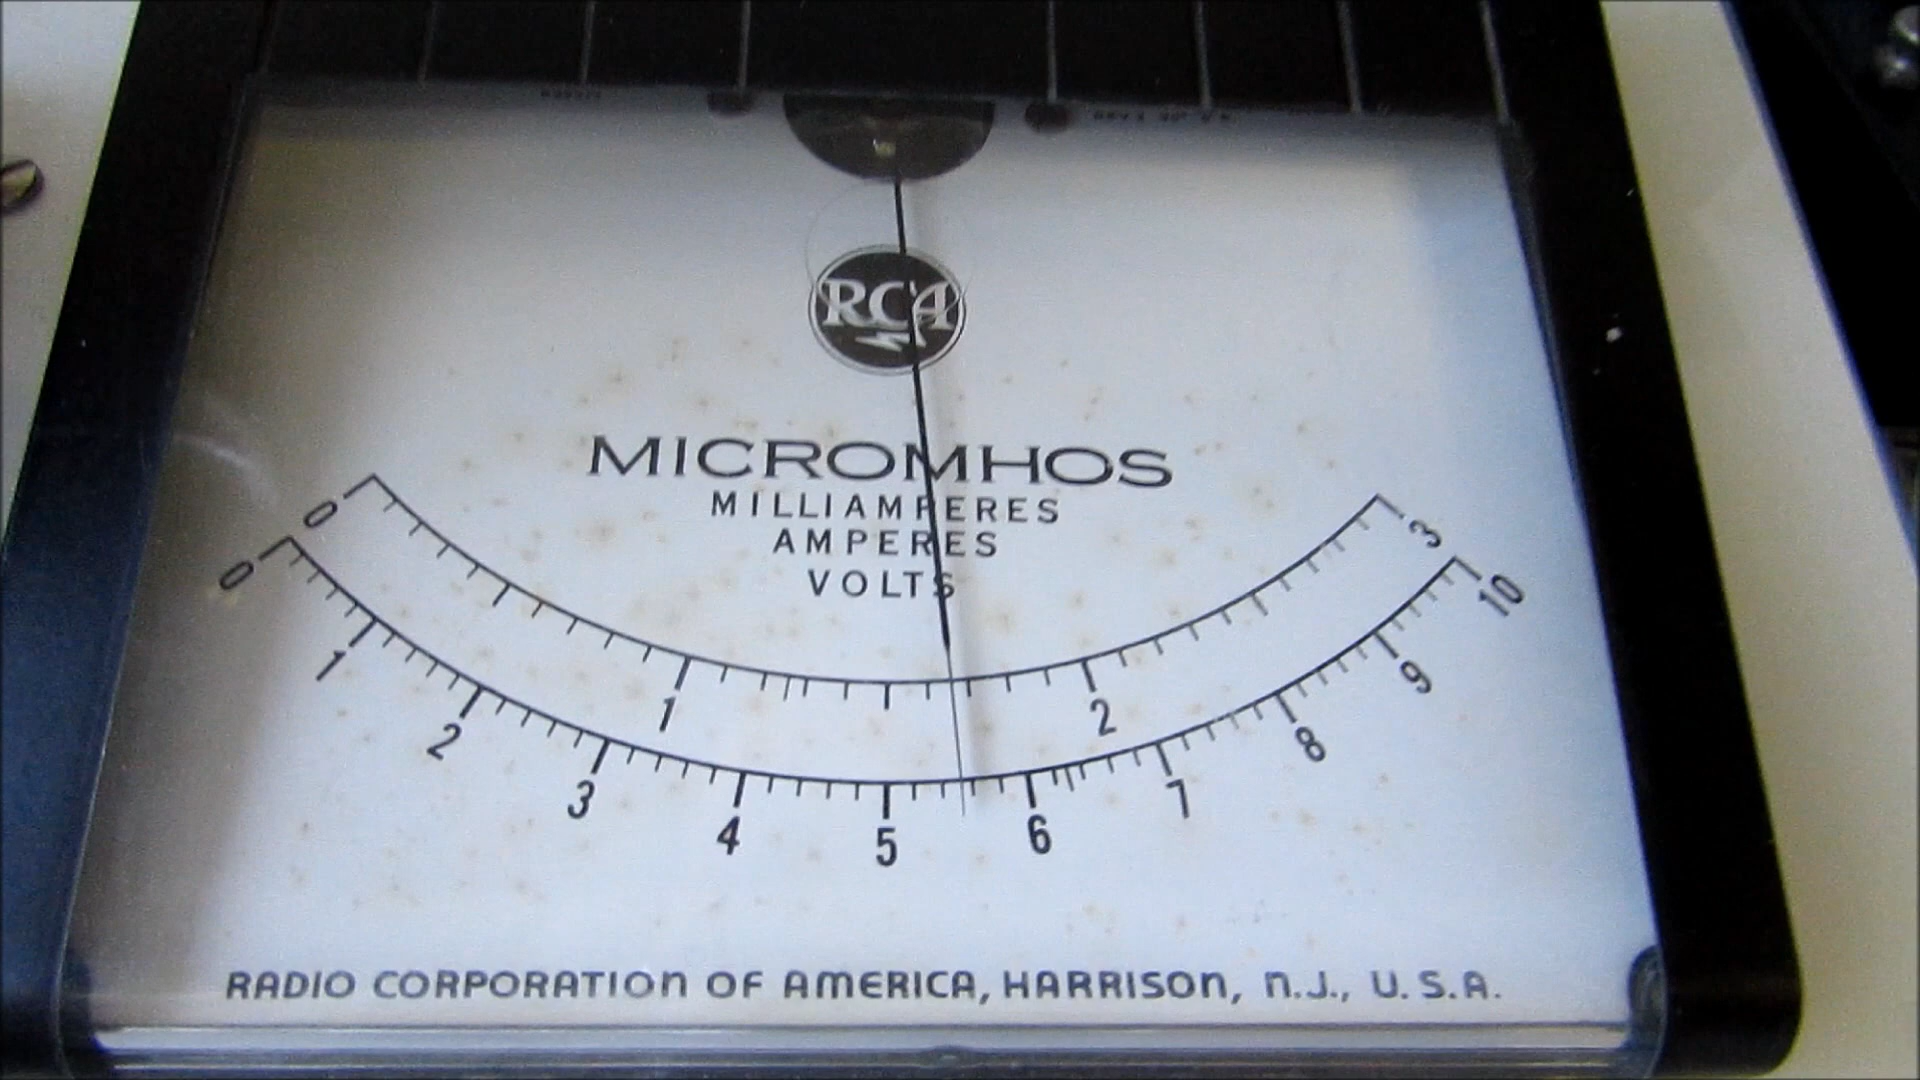 RCA
MICROMHOS
MILLIAMPERES
AMPERES
VOLTS
0 1 2 3
0 1 2 3 4 5 6 7 8 9 10
RADIO CORPORATION OF AMERICA, HARRISON, N.J., U.S.A.